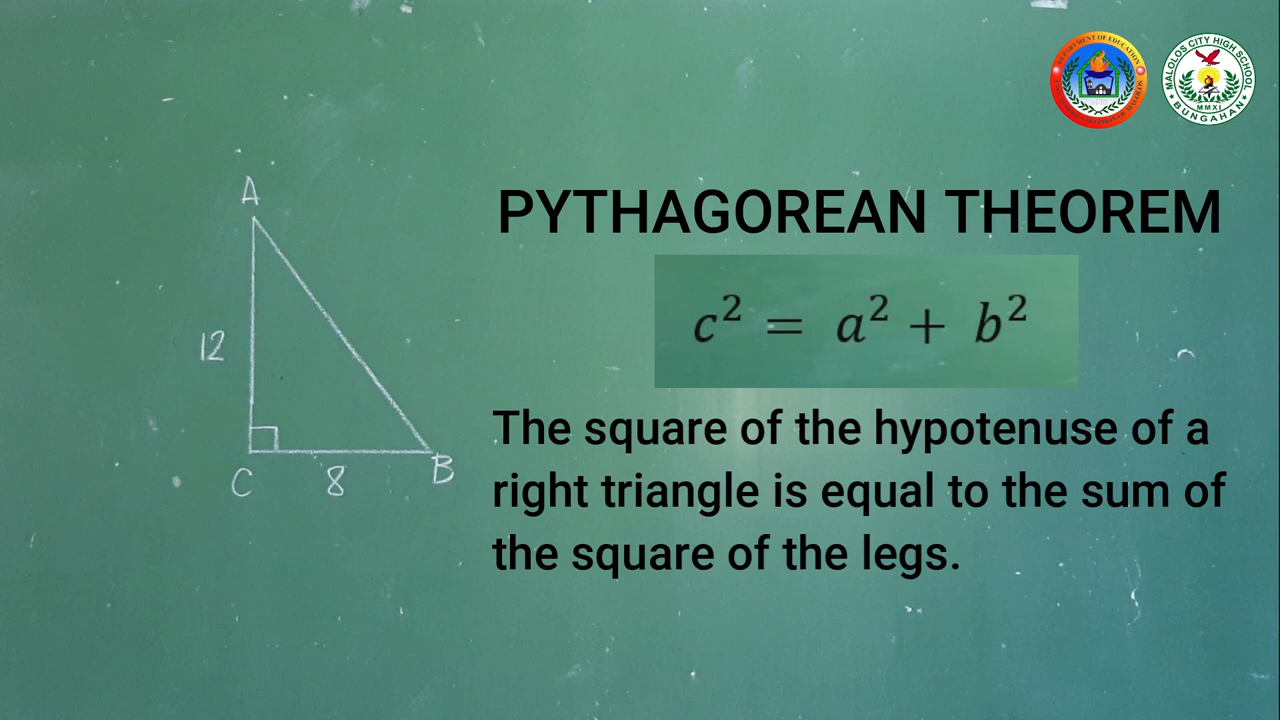 DEPARTMENT OF EDUCATION
MALOLOS CITY HIGH SCHOOL
MMXI
BUNGAHAN
A
PYTHAGOREAN THEOREM
c² = a² + b²
12
The square of the hypotenuse of a
right triangle is equal to the sum of
the square of the legs.
C
8
B